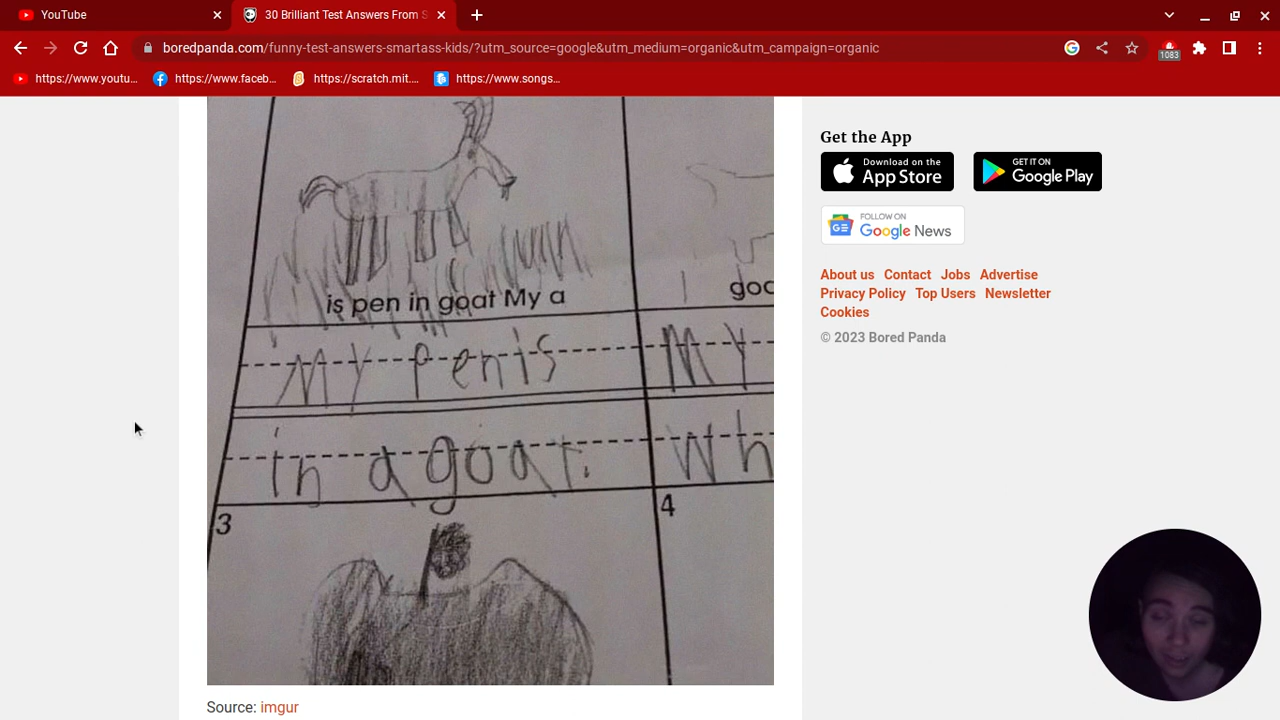 YouTube
30 Brilliant Test Answers From S
boredpanda.com/funny-test-answers-smartass-kids/?utm_source=google&utm_medium=organic&utm_campaign=organic
1083
https://www.youtu...
https://www.faceb...
https://scratch.mit....
https://www.songs...
is pen in goat My a
My Penis
in a goat.
3
I goo
My
Wh
4
Source: imgur
Get the App
Download on the
App Store
GET IT ON
Google Play
FOLLOW ON
Google News
About us Contact Jobs Advertise
Privacy Policy Top Users Newsletter
Cookies
© 2023 Bored Panda